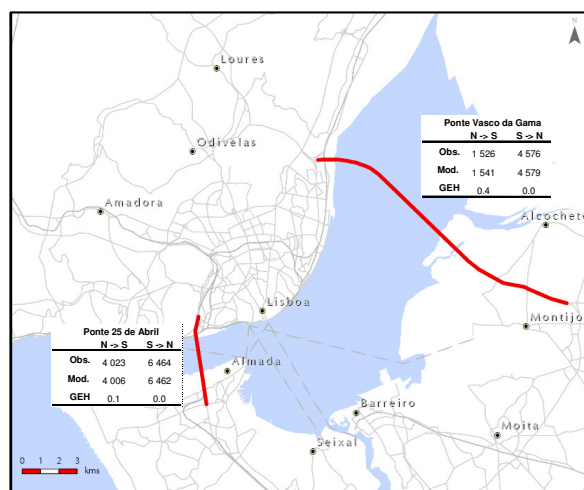 N
Loures
Ponte Vasco da Gama
N -> S S -> N
Obs. 1 526 4 576
Mod. 1 541 4 579
GEH 0.4 0.0
Odivelas
Amadora
Alcochete
Lisboa
Montijo
Ponte 25 de Abril
N -> S S -> N
Obs. 4 023 6 464
Mod. 4 006 6 462
GEH 0.1 0.0
Almada
Barreiro
Moita
Seixal
0 1 2 3
kms